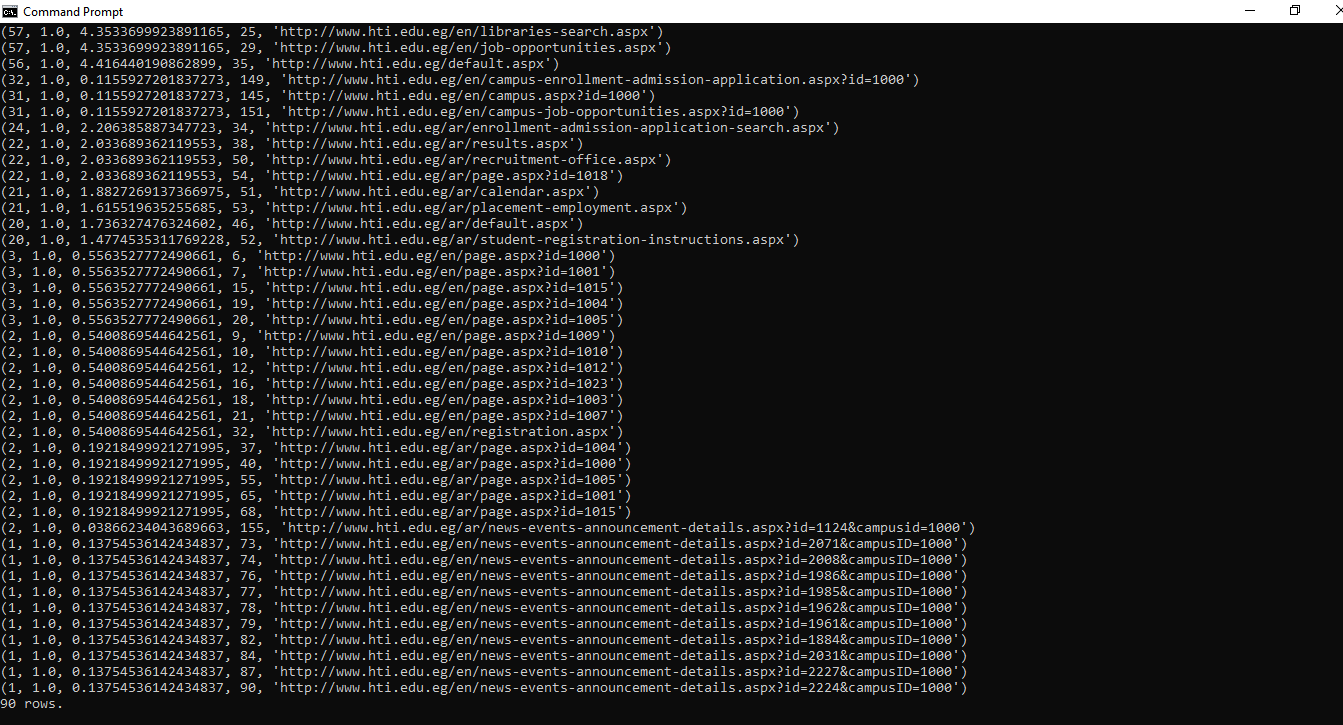 Command Prompt
(57, 1.0, 4.3533699923891165, 25, 'http://www.hti.edu.eg/en/libraries-search.aspx')
(57, 1.0, 4.3533699923891165, 29, 'http://www.hti.edu.eg/en/job-opportunities.aspx')
(56, 1.0, 4.416440190862899, 35, 'http://www.hti.edu.eg/default.aspx')
(32, 1.0, 0.1155927201837273, 149, 'http://www.hti.edu.eg/en/campus-enrollment-admission-application.aspx?id=1000')
(31, 1.0, 0.1155927201837273, 145, 'http://www.hti.edu.eg/en/campus.aspx?id=1000')
(31, 1.0, 0.1155927201837273, 151, 'http://www.hti.edu.eg/en/campus-job-opportunities.aspx?id=1000')
(24, 1.0, 2.206385887347723, 34, 'http://www.hti.edu.eg/ar/enrollment-admission-application-search.aspx')
(22, 1.0, 2.033689362119553, 38, 'http://www.hti.edu.eg/ar/results.aspx')
(22, 1.0, 2.033689362119553, 50, 'http://www.hti.edu.eg/ar/recruitment-office.aspx')
(22, 1.0, 2.033689362119553, 54, 'http://www.hti.edu.eg/ar/page.aspx?id=1018')
(21, 1.0, 1.8827269137366975, 51, 'http://www.hti.edu.eg/ar/calendar.aspx')
(21, 1.0, 1.615519635255685, 53, 'http://www.hti.edu.eg/ar/placement-employment.aspx')
(20, 1.0, 1.736327476324602, 46, 'http://www.hti.edu.eg/ar/default.aspx')
(20, 1.0, 1.4774535311769228, 52, 'http://www.hti.edu.eg/ar/student-registration-instructions.aspx')
(3, 1.0, 0.5563527772490661, 6, 'http://www.hti.edu.eg/en/page.aspx?id=1000')
(3, 1.0, 0.5563527772490661, 7, 'http://www.hti.edu.eg/en/page.aspx?id=1001')
(3, 1.0, 0.5563527772490661, 15, 'http://www.hti.edu.eg/en/page.aspx?id=1015')
(3, 1.0, 0.5563527772490661, 19, 'http://www.hti.edu.eg/en/page.aspx?id=1004')
(3, 1.0, 0.5563527772490661, 20, 'http://www.hti.edu.eg/en/page.aspx?id=1005')
(2, 1.0, 0.5400869544642561, 9, 'http://www.hti.edu.eg/en/page.aspx?id=1009')
(2, 1.0, 0.5400869544642561, 10, 'http://www.hti.edu.eg/en/page.aspx?id=1010')
(2, 1.0, 0.5400869544642561, 12, 'http://www.hti.edu.eg/en/page.aspx?id=1012')
(2, 1.0, 0.5400869544642561, 16, 'http://www.hti.edu.eg/en/page.aspx?id=1023')
(2, 1.0, 0.5400869544642561, 18, 'http://www.hti.edu.eg/en/page.aspx?id=1003')
(2, 1.0, 0.5400869544642561, 21, 'http://www.hti.edu.eg/en/page.aspx?id=1007')
(2, 1.0, 0.5400869544642561, 32, 'http://www.hti.edu.eg/en/registration.aspx')
(2, 1.0, 0.19218499921271995, 37, 'http://www.hti.edu.eg/ar/page.aspx?id=1004')
(2, 1.0, 0.19218499921271995, 40, 'http://www.hti.edu.eg/ar/page.aspx?id=1000')
(2, 1.0, 0.19218499921271995, 55, 'http://www.hti.edu.eg/ar/page.aspx?id=1005')
(2, 1.0, 0.19218499921271995, 65, 'http://www.hti.edu.eg/ar/page.aspx?id=1001')
(2, 1.0, 0.19218499921271995, 68, 'http://www.hti.edu.eg/ar/page.aspx?id=1015')
(2, 1.0, 0.03866234043689663, 155, 'http://www.hti.edu.eg/ar/news-events-announcement-details.aspx?id=1124&campusid=1000')
(1, 1.0, 0.13754536142434837, 73, 'http://www.hti.edu.eg/en/news-events-announcement-details.aspx?id=2071&campusID=1000')
(1, 1.0, 0.13754536142434837, 74, 'http://www.hti.edu.eg/en/news-events-announcement-details.aspx?id=2008&campusID=1000')
(1, 1.0, 0.13754536142434837, 76, 'http://www.hti.edu.eg/en/news-events-announcement-details.aspx?id=1986&campusID=1000')
(1, 1.0, 0.13754536142434837, 77, 'http://www.hti.edu.eg/en/news-events-announcement-details.aspx?id=1985&campusID=1000')
(1, 1.0, 0.13754536142434837, 78, 'http://www.hti.edu.eg/en/news-events-announcement-details.aspx?id=1962&campusID=1000')
(1, 1.0, 0.13754536142434837, 79, 'http://www.hti.edu.eg/en/news-events-announcement-details.aspx?id=1961&campusID=1000')
(1, 1.0, 0.13754536142434837, 82, 'http://www.hti.edu.eg/en/news-events-announcement-details.aspx?id=1884&campusID=1000')
(1, 1.0, 0.13754536142434837, 84, 'http://www.hti.edu.eg/en/news-events-announcement-details.aspx?id=2031&campusID=1000')
(1, 1.0, 0.13754536142434837, 87, 'http://www.hti.edu.eg/en/news-events-announcement-details.aspx?id=2227&campusID=1000')
(1, 1.0, 0.13754536142434837, 90, 'http://www.hti.edu.eg/en/news-events-announcement-details.aspx?id=2224&campusID=1000')
90 rows.